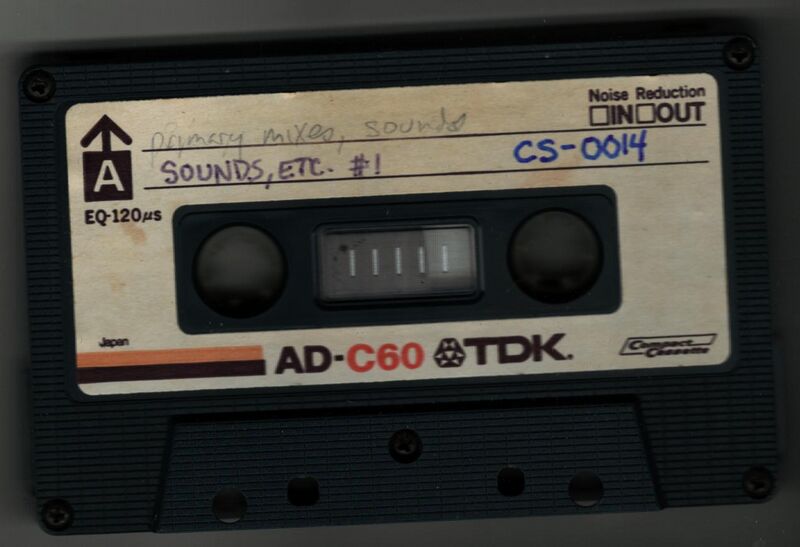 Noise Reduction
□IN□OUT
primary mixes, sounds
SOUNDS, ETC. #1
CS-0014
A
EQ-120μs
Japan
AD-C60 TDK.
Compact Cassette